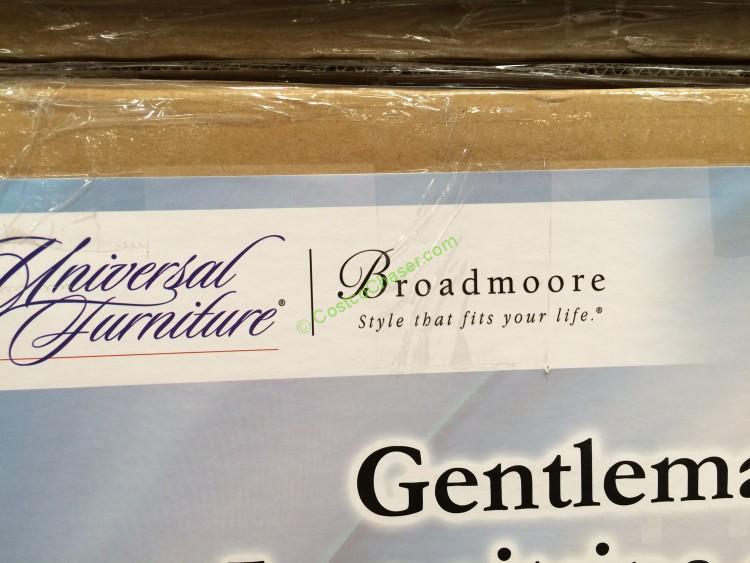 Universal
Furniture®
Broadmoore
Style that fits your life.®
© CostcoChaser.com
Gentlema